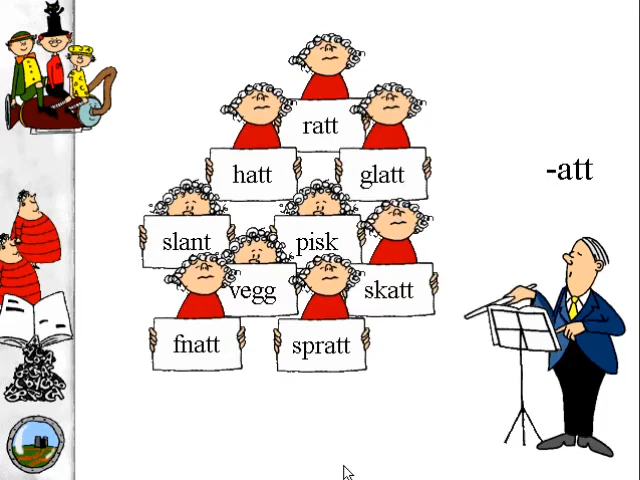 ratt
hatt
glatt
-att
slant
pisk
vegg
skatt
fnatt
spratt